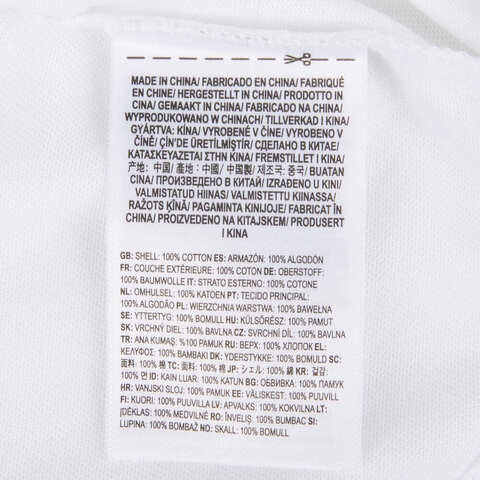 MADE IN CHINA/ FABRICADO EN CHINA/ FABRIQUÉ
EN CHINE/ HERGESTELLT IN CHINA/ PRODOTTO IN
CINA/ GEMAAKT IN CHINA/ FABRICADO NA CHINA/
WYPRODUKOWANO W CHINACH/ TILLVERKAD I KINA/
GYÁRTVA: KÍNA/ VYROBENÉ V ČÍNE/ VYROBENO V
ČÍNĚ/ ÇİN'DE ÜRETİLMİŞTİR/ СДЕЛАНО В КИТАЕ/
ΚΑΤΑΣΚΕΥΑΖΕΤΑΙ ΣΤΗΝ ΚΙΝΑ/ FREMSTILLET I KINA/
产地: 中国/ 產地: 中國/ 中国製/ 제조국: 중국/ BUATAN
CINA/ ПРОИЗВЕДЕНО В КИТАЙ/ IZRAĐENO U KINI/
VALMISTATUD HIINAS/ VALMISTETTU KIINASSA/
RAŽOTS ĶĪNĀ/ PAGAMINTA KINIJOJE/ FABRICAT ÎN
CHINA/ PROIZVEDENO NA KITAJSKEM/ PRODUSERT
I KINA
GB: SHELL: 100% COTTON ES: ARMAZÓN: 100% ALGODÓN
FR: COUCHE EXTÉRIEURE: 100% COTON DE: OBERSTOFF:
100% BAUMWOLLE IT: STRATO ESTERNO: 100% COTONE
NL: OMHULSEL: 100% KATOEN PT: TECIDO PRINCIPAL:
100% ALGODÃO PL: WIERZCHNIA WARSTWA: 100% BAWEŁNA
SE: YTTERTYG: 100% BOMULL HU: KÜLSŐRÉSZ: 100% PAMUT
SK: VRCHNÝ DIEL: 100% BAVLNA CZ: SVRCHNÍ DÍL: 100% BAVLNA
TR: ANA KUMAŞ: %100 PAMUK RU: ВЕРХ: 100% ХЛОПОК EL:
ΚΕΛΥΦΟΣ: 100% ΒΑΜΒΑΚΙ DK: YDERSTYKKE: 100% BOMULD SC:
面料: 100% 棉 TC: 面料: 100% 棉 JP: シェル: 100% 綿 KR: 겉감:
100% 면 ID: KAIN LUAR: 100% KATUN BG: ОБВИВКА: 100% ПАМУК
HR: VANJSKI SLOJ: 100% PAMUK EE: VÄLISKEST: 100% PUUVILL
FI: KUORI: 100% PUUVILLA LV: APVALKS: 100% KOKVILNA LT:
ĮDĖKLAS: 100% MEDVILNĖ RO: ÎNVELIŞ: 100% BUMBAC SI:
LUPINA: 100% BOMBAŽ NO: SKALL: 100% BOMULL